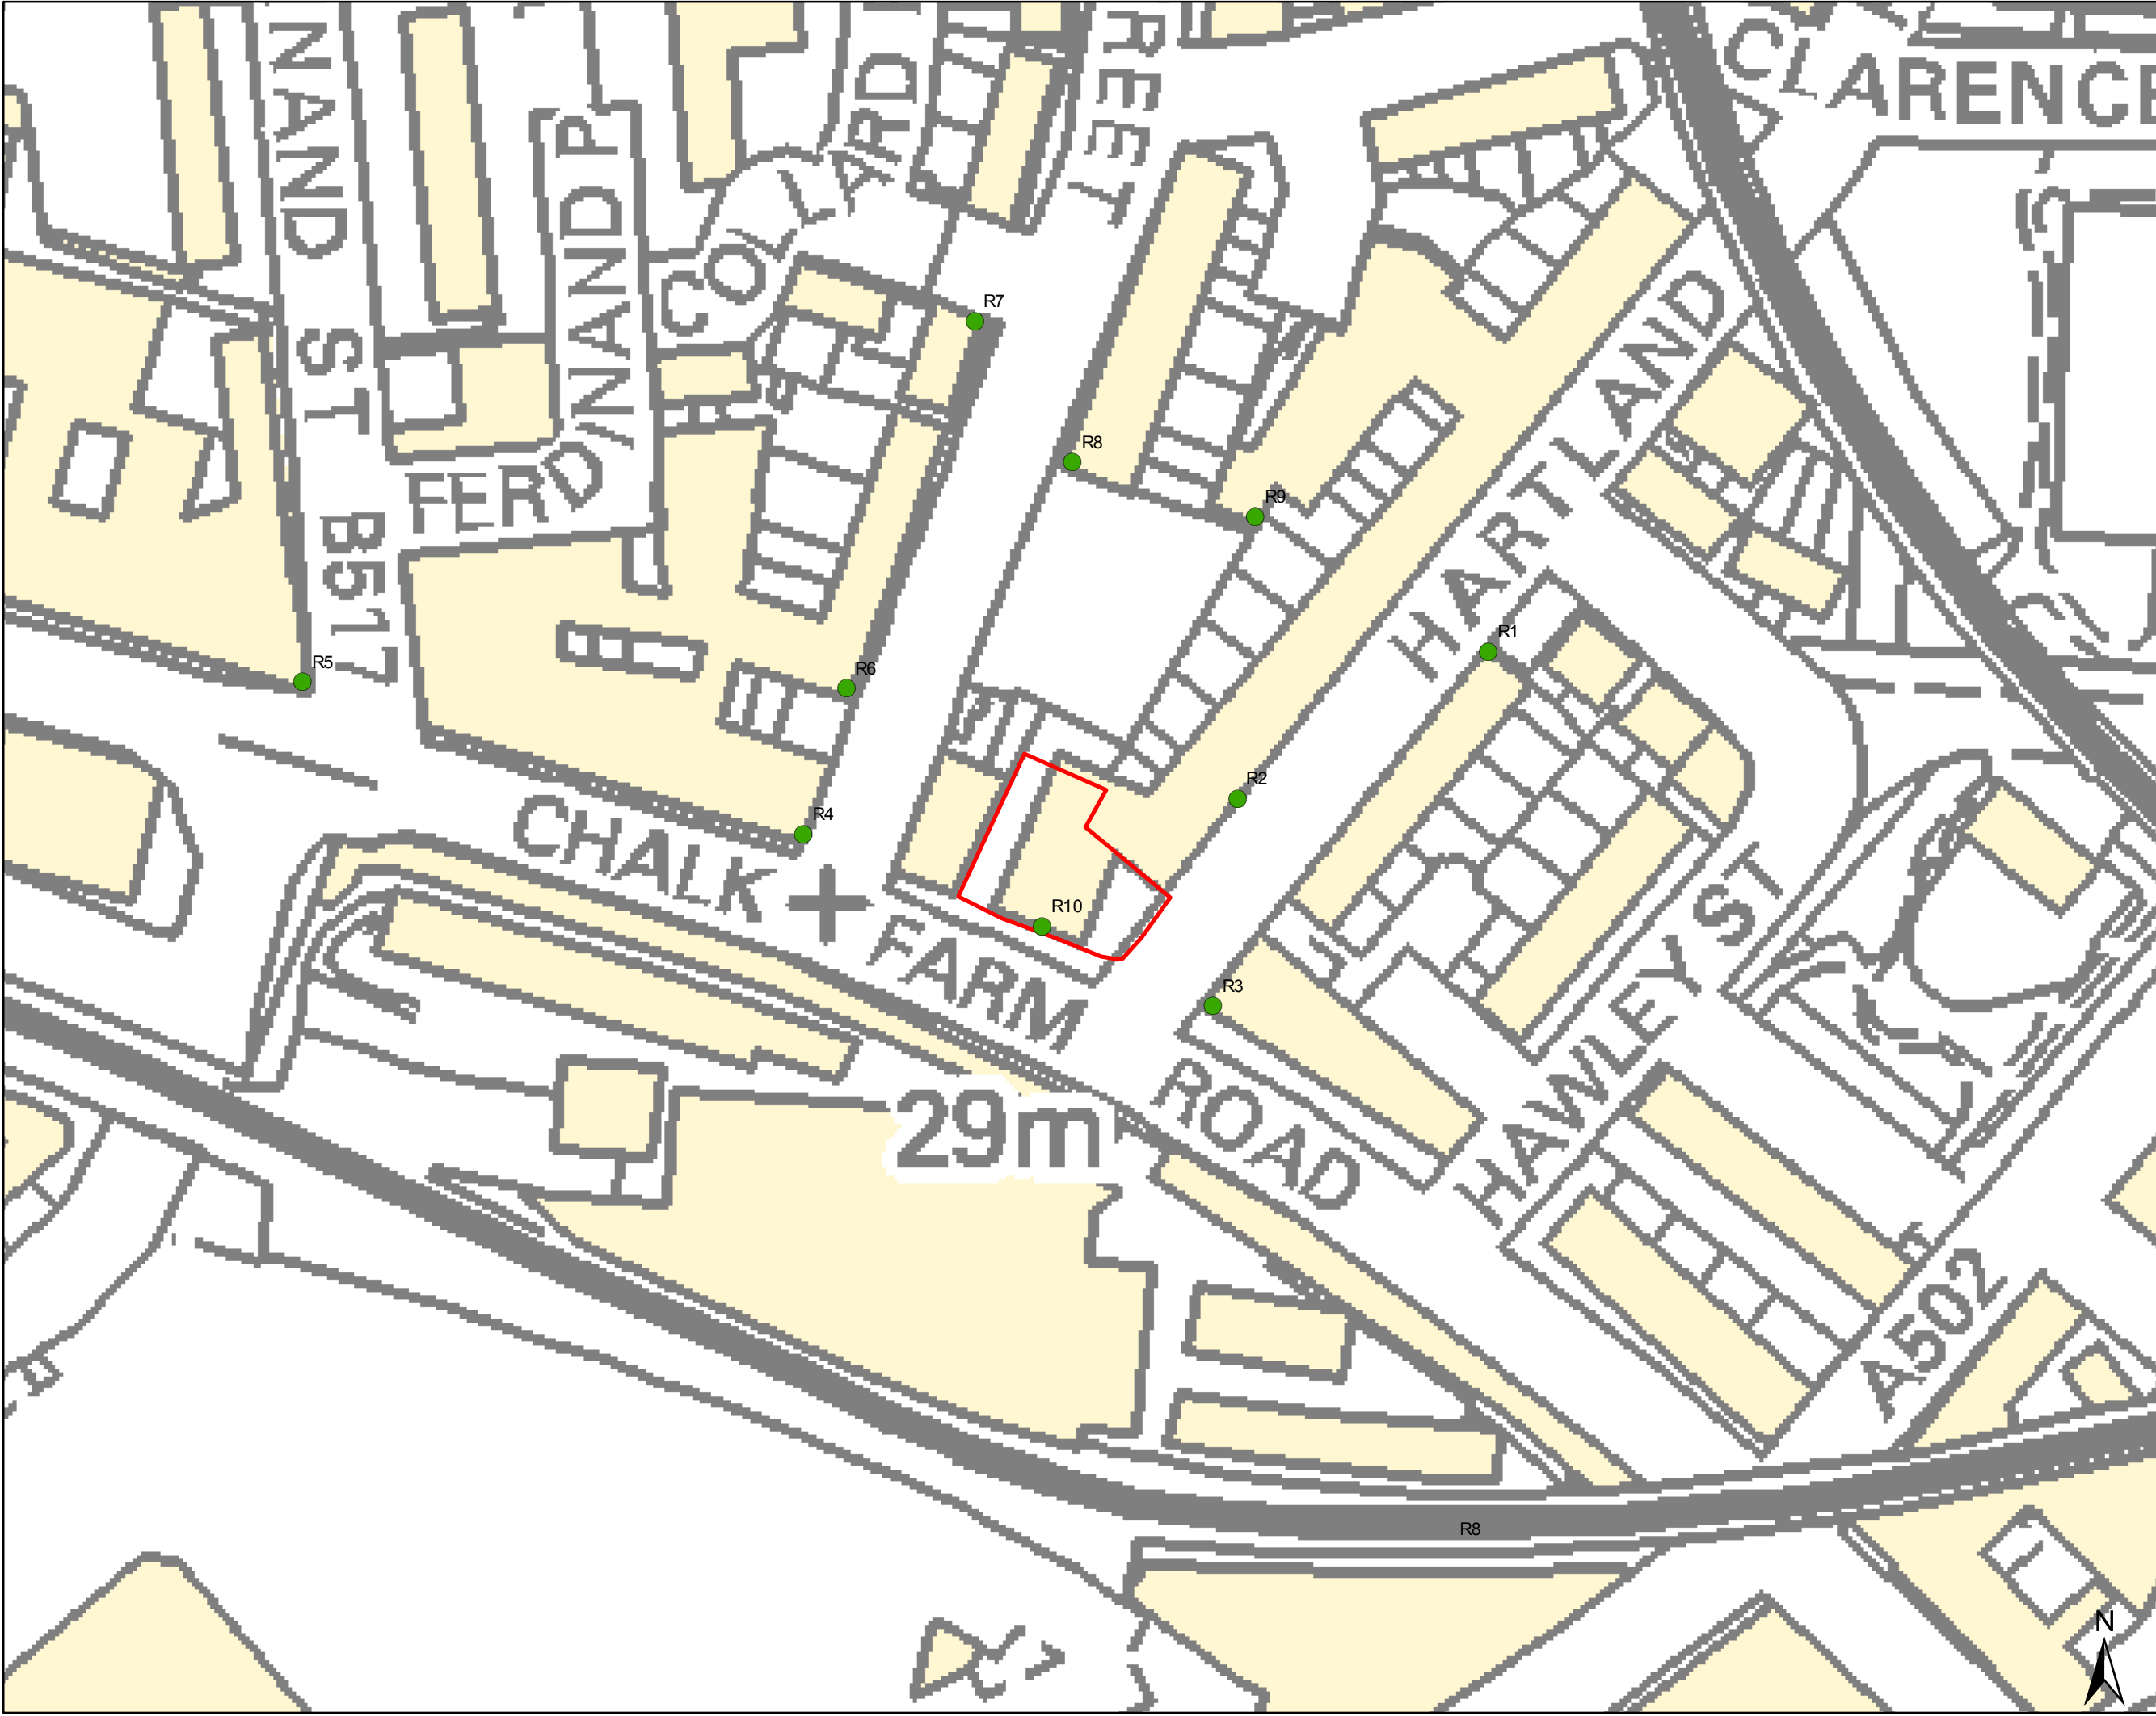 NAND ST
B517
FERDINAND P
COLLARD
REET
CLARENCE
R7
R8
R9
HARTLAND
R1
R5
R6
R2
R4
CHALK
FARM
ROAD
R10
R3
HAWLEY ST
29m
A502
R8
N